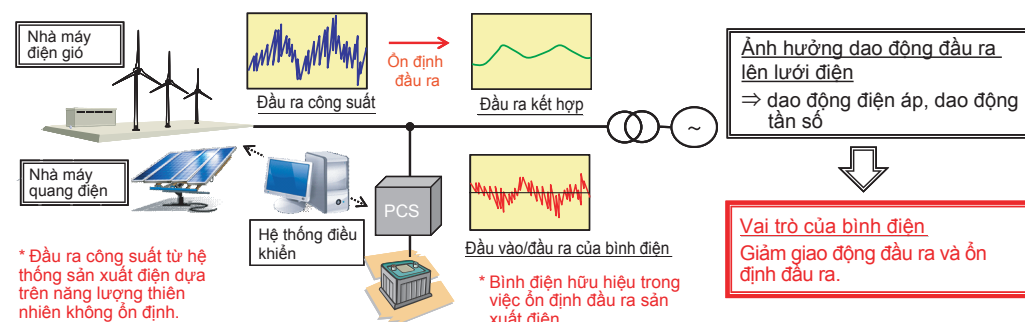 Nhà máy
điện gió
Ổn định
đầu ra
Đầu ra công suất
Đầu ra kết hợp
~
Ảnh hưởng dao động đầu ra
lên lưới điện
⇒ dao động điện áp, dao động
tần số
Nhà máy
quang điện
PCS
Hệ thống điều
khiển
Đầu vào/đầu ra của bình điện
Vai trò của bình điện
Giảm giao động đầu ra và ổn
định đầu ra.
* Đầu ra công suất từ hệ
thống sản xuất điện dựa
trên năng lượng thiên
nhiên không ổn định.
* Bình điện hữu hiệu trong
việc ổn định đầu ra sản
xuất điện